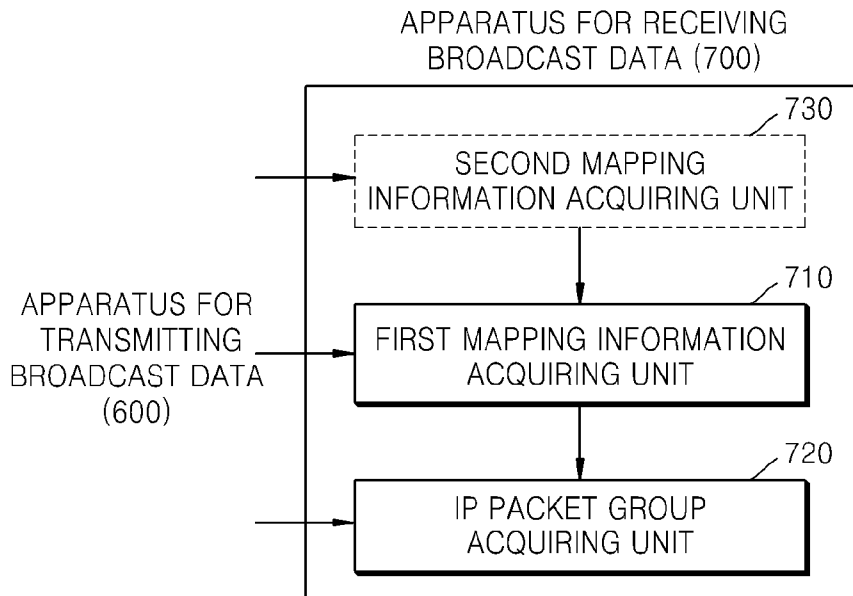 APPARATUS FOR RECEIVING
BROADCAST DATA (700)
730
SECOND MAPPING
INFORMATION ACQUIRING UNIT
710
APPARATUS FOR
TRANSMITTING
BROADCAST DATA
(600)
FIRST MAPPING INFORMATION
ACQUIRING UNIT
720
IP PACKET GROUP
ACQUIRING UNIT